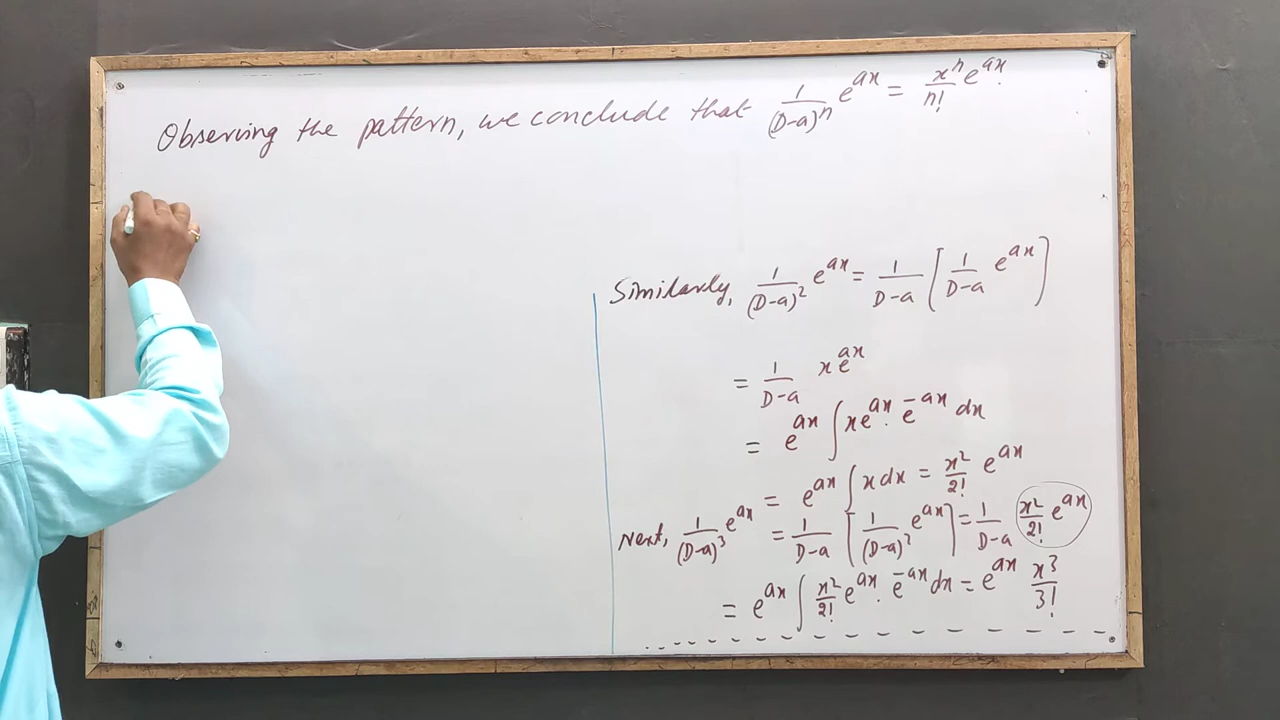 Observing the pattern, we conclude that 1/(D-a)^n e^{ax} = x^n/n! e^{ax}.
Similarly, 1/(D-a)^2 e^{ax} = 1/(D-a) [1/(D-a) e^{ax}]
= 1/(D-a) x e^{ax}
= e^{ax} ∫ x e^{ax} . e^{-ax} dx
= e^{ax} ∫ x dx = x^2/2! e^{ax}
Next, 1/(D-a)^3 e^{ax} = 1/(D-a) [1/(D-a)^2 e^{ax}] = 1/(D-a) x^2/2! e^{ax}
= e^{ax} ∫ x^2/2! e^{ax} . e^{-ax} dx = e^{ax} x^3/3!